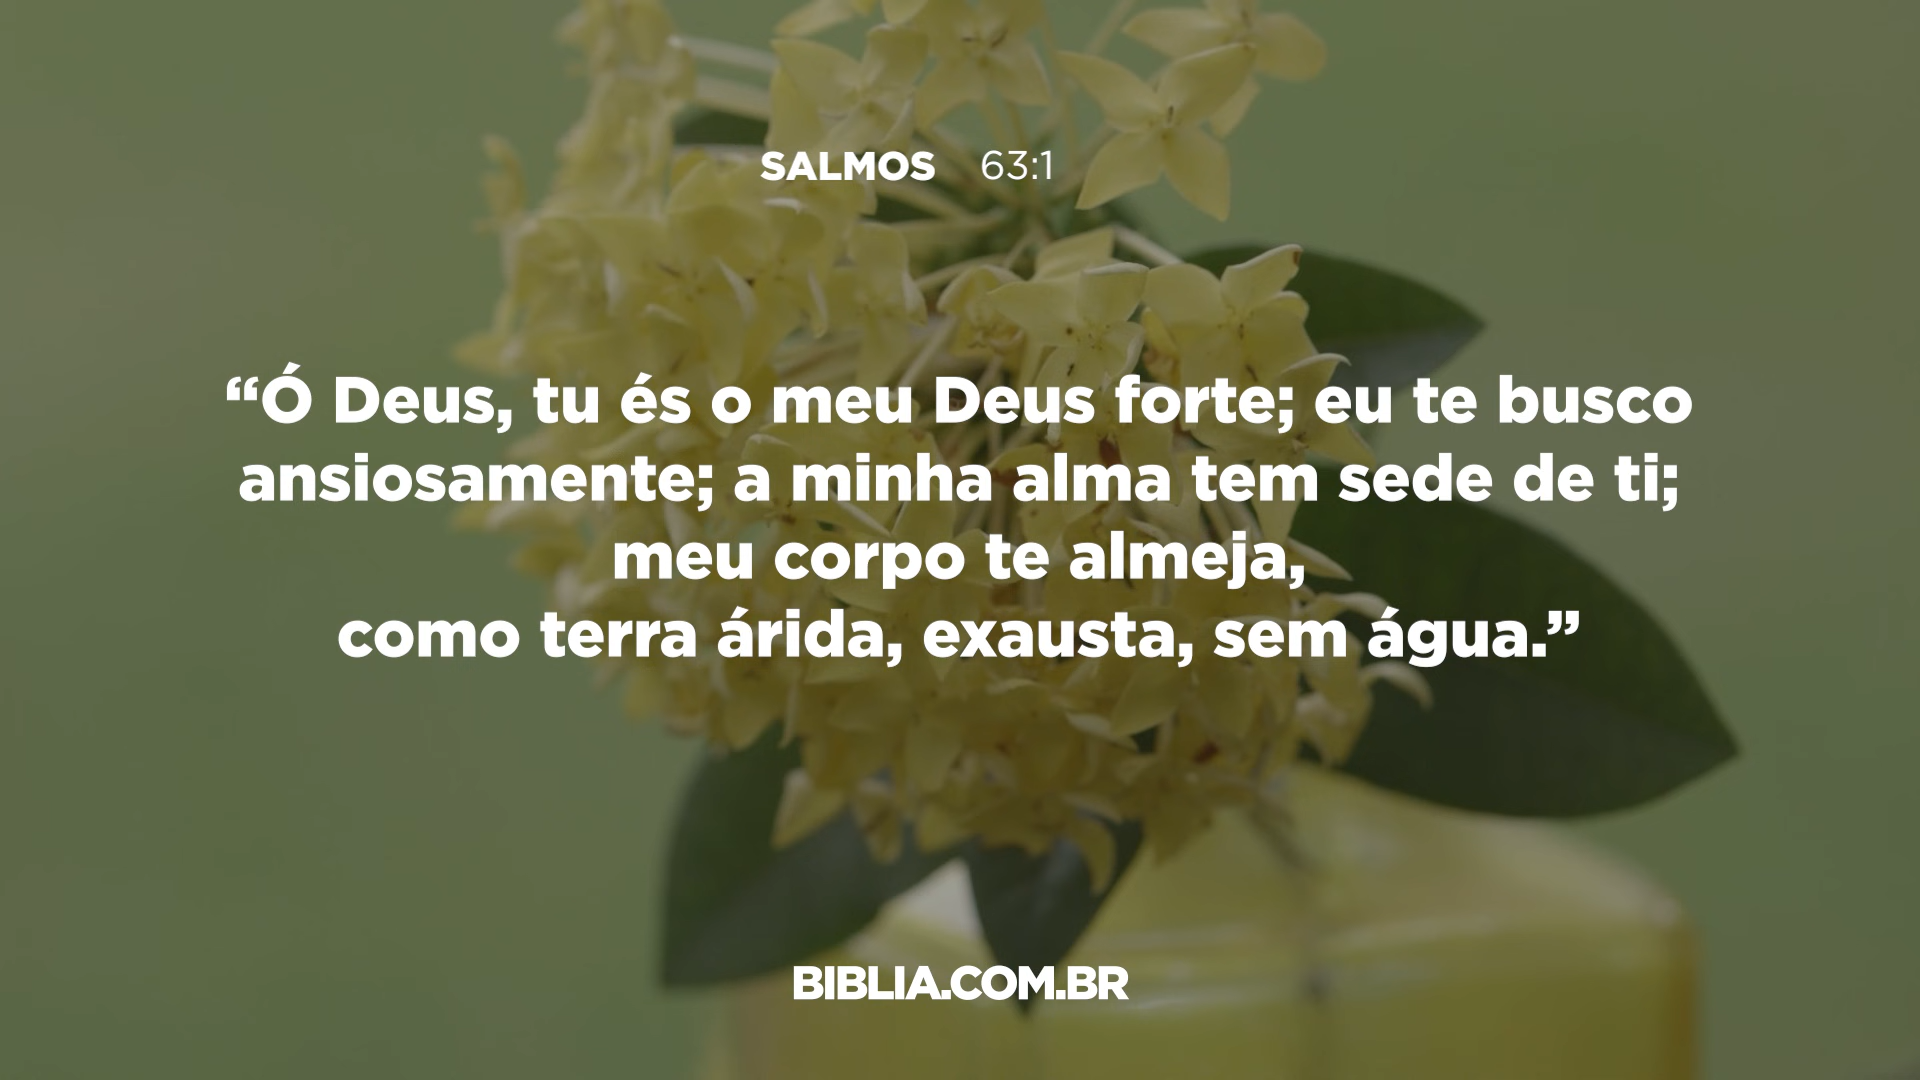 SALMOS 63:1
“Ó Deus, tu és o meu Deus forte; eu te busco
ansiosamente; a minha alma tem sede de ti;
meu corpo te almeja,
como terra árida, exausta, sem água.”
BIBLIA.COM.BR